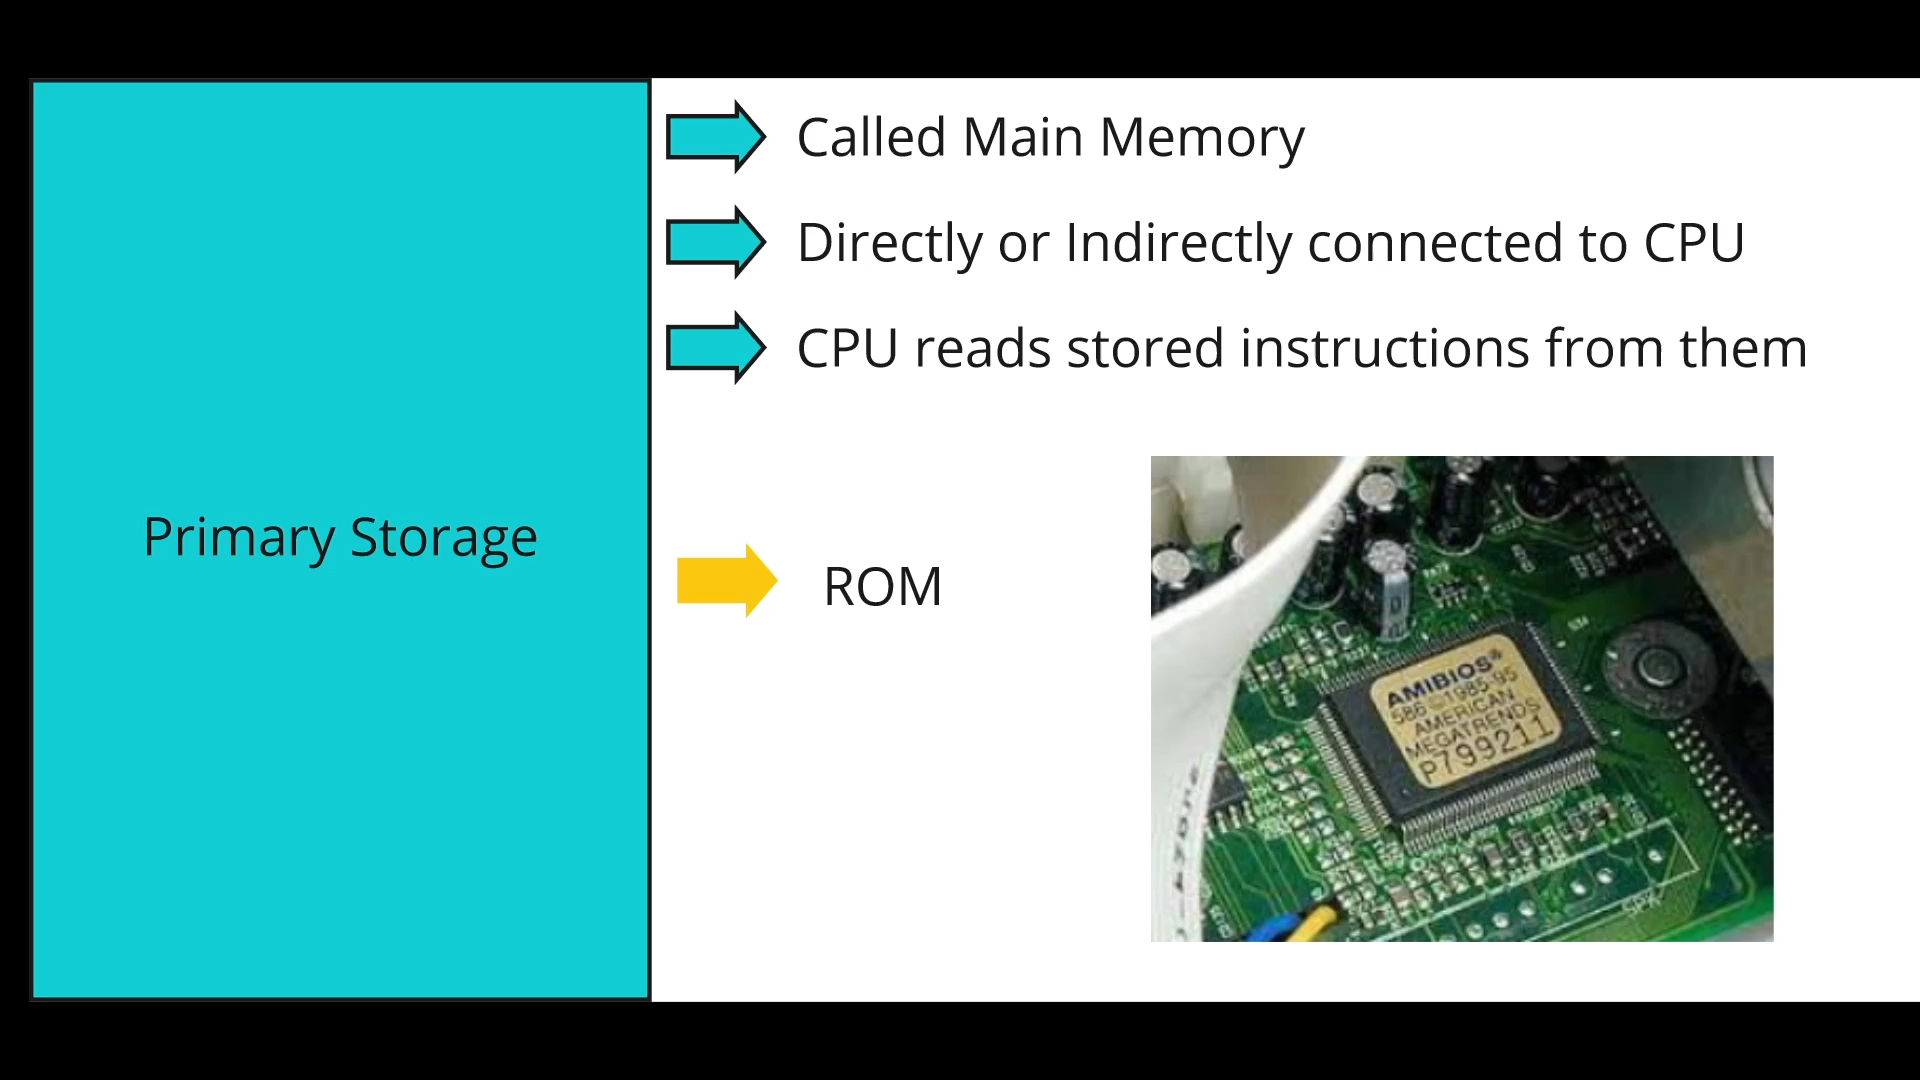 Primary Storage
Called Main Memory
Directly or Indirectly connected to CPU
CPU reads stored instructions from them
ROM
AMIBIOS®
586 ©1985-95
AMERICAN
MEGATRENDS
P799211